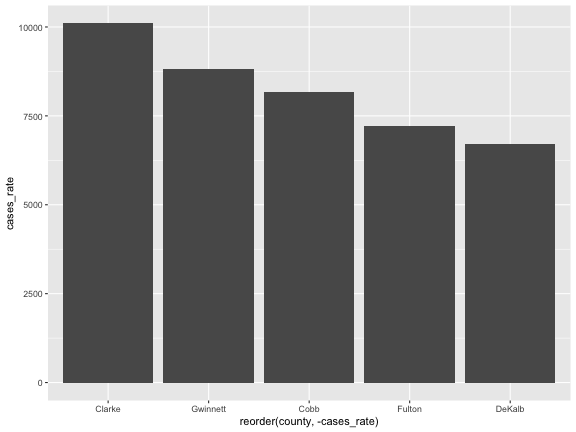 10000
7500
5000
2500
0
cases_rate
Clarke Gwinnett Cobb Fulton DeKalb
reorder(county, -cases_rate)